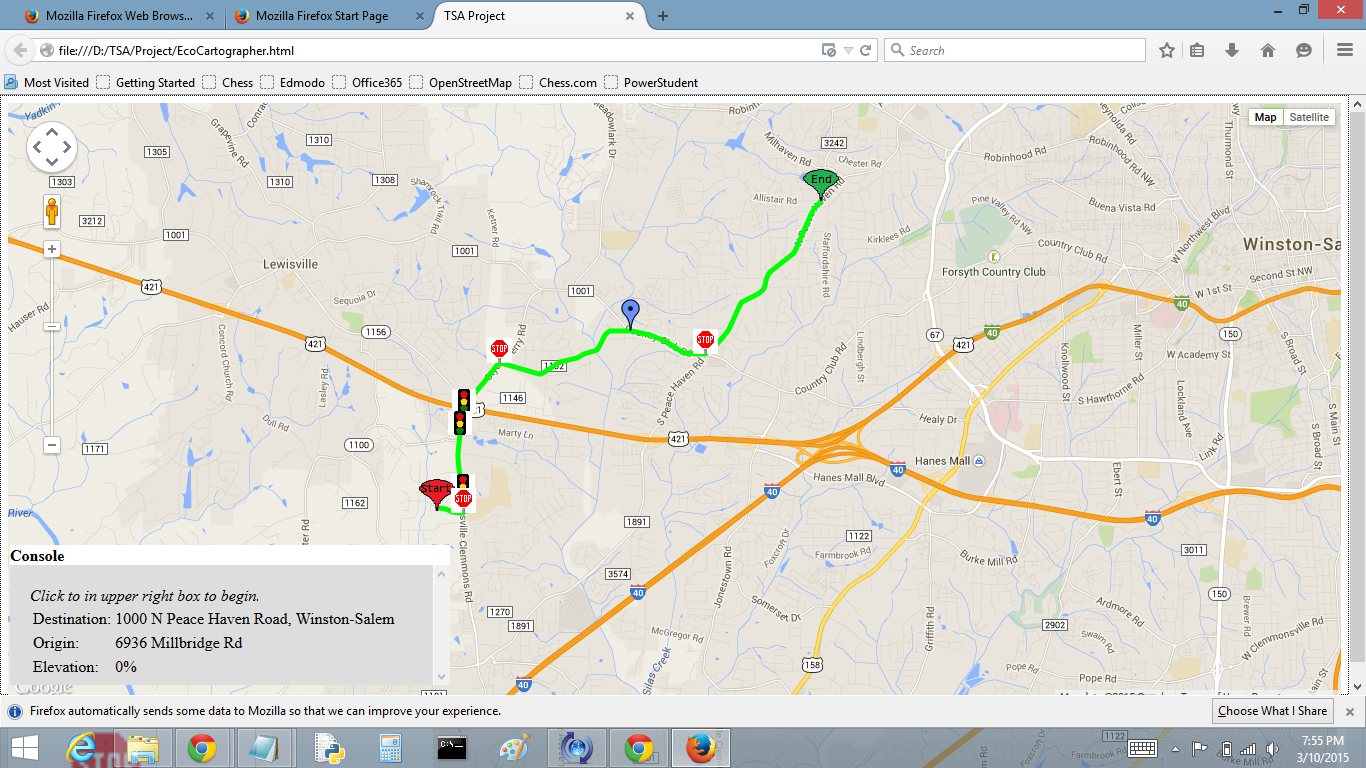 Mozilla Firefox Web Brows...
Mozilla Firefox Start Page
TSA Project
file:///D:/TSA/Project/EcoCartographer.html
Search
Most Visited
Getting Started
Chess
Edmodo
Office365
OpenStreetMap
Chess.com
PowerStudent
Map
Satellite
Yadkin
Grapevine Rd
Meadowlark Dr
1310
1305
1303
1310
1308
Shamrock Trail Rd
3212
1001
Ketner Rd
1001
Milhaven Rd
3242
Chester Rd
End
Allistair Rd
Kirklees Rd
Staffordshire Rd
Robinhood Rd
Robinhood Rd
Robinhood Rd NW
Reynolda Rd
Thurmond St
Pine Valley Rd NW
Buena Vista Rd
N Westview Blvd
Country Club Rd
Forsyth Country Club
Winston-Sa
Second St NW
W 1st St
Lewisville
421
Hauser Rd
Sequoia Dr
1156
421
1001
STOP
STOP
1146
Concord Church Rd
Lasley Rd
Dull Rd
1100
1171
Marty Ln
S Peace Haven Rd
Country Club Rd
Lindbergh St
67
421
40
40
150
Miller St
W Academy St
Knollwood St
S Hawthorne Rd
Lockland Ave
S Broad St
S Main St
Healy Dr
421
Hanes Mall
Hanes Mall Blvd
40
40
40
Ebert St
Link Rd
S Broad St
Start
STOP
1162
River
1891
3574
40
Jonestown Rd
Foxcroft Dr
1122
Farmbrook Rd
Burke Mill Rd
3011
150
Brewer Rd
W Clemmonsville Rd
1270
1891
McGregor Rd
Somerset Dr
Silas Creek
Griffith Rd
2902
Ardmore Rd
Swaim Rd
Pope Rd
Pope Rd
158
40
Console
Click to in upper right box to begin.
Destination: 1000 N Peace Haven Road, Winston-Salem
Origin: 6936 Millbridge Rd
Elevation: 0%
Google
Firefox automatically sends some data to Mozilla so that we can improve your experience.
Choose What I Share
7:55 PM
3/10/2015